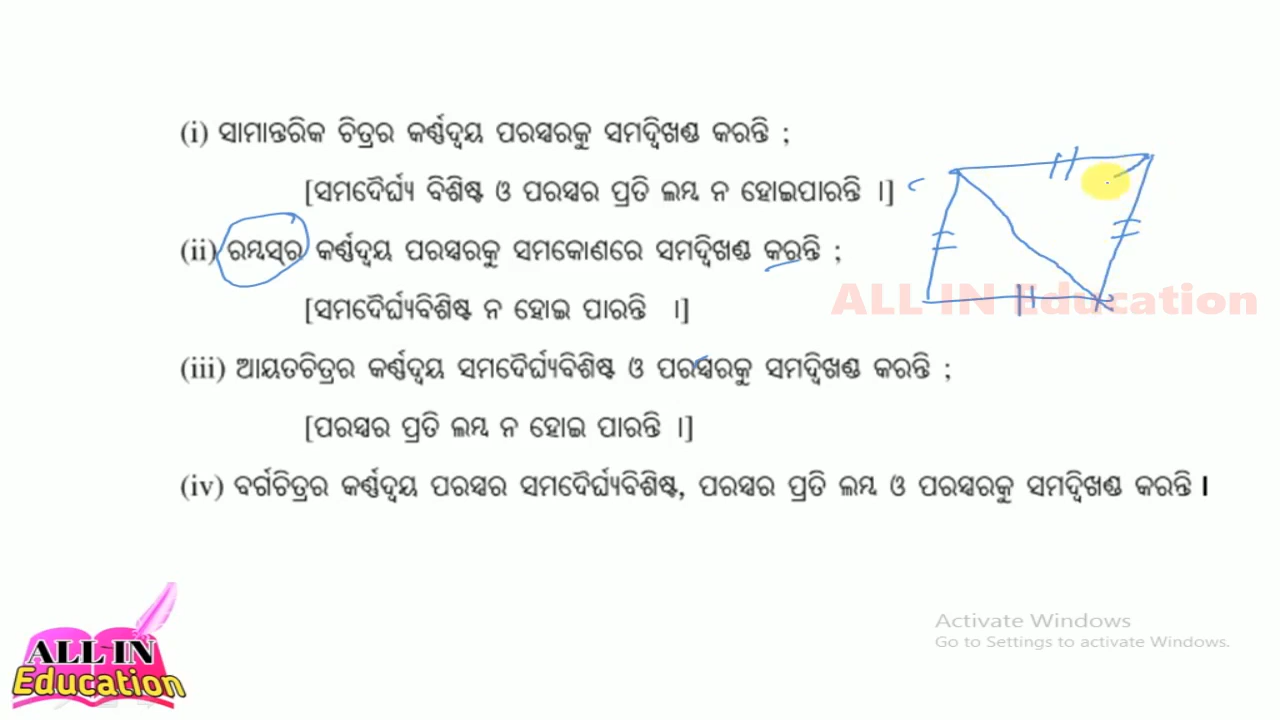 (i) ସାମାନ୍ତରିକ ଚିତ୍ରର କର୍ଣ୍ଣଦ୍ୱୟ ପରସ୍ପରକୁ ସମଦ୍ୱିଖଣ୍ଡ କରନ୍ତି ;
[ସମଦୈର୍ଘ୍ୟ ବିଶିଷ୍ଟ ଓ ପରସ୍ପର ପ୍ରତି ଲମ୍ବ ନ ହୋଇପାରନ୍ତି ।]
(ii) ରମ୍ବସ୍‌ର କର୍ଣ୍ଣଦ୍ୱୟ ପରସ୍ପରକୁ ସମକୋଣରେ ସମଦ୍ୱିଖଣ୍ଡ କରନ୍ତି ;
ALL IN Education
[ସମଦୈର୍ଘ୍ୟବିଶିଷ୍ଟ ନ ହୋଇ ପାରନ୍ତି ।]
(iii) ଆୟତଚିତ୍ରର କର୍ଣ୍ଣଦ୍ୱୟ ସମଦୈର୍ଘ୍ୟବିଶିଷ୍ଟ ଓ ପରସ୍ପରକୁ ସମଦ୍ୱିଖଣ୍ଡ କରନ୍ତି ;
[ପରସ୍ପର ପ୍ରତି ଲମ୍ବ ନ ହୋଇ ପାରନ୍ତି ।]
(iv) ବର୍ଗଚିତ୍ରର କର୍ଣ୍ଣଦ୍ୱୟ ପରସ୍ପର ସମଦୈର୍ଘ୍ୟବିଶିଷ୍ଟ, ପରସ୍ପର ପ୍ରତି ଲମ୍ବ ଓ ପରସ୍ପରକୁ ସମଦ୍ୱିଖଣ୍ଡ କରନ୍ତି ।
Activate Windows
Go to Settings to activate Windows.
ALL IN
Education